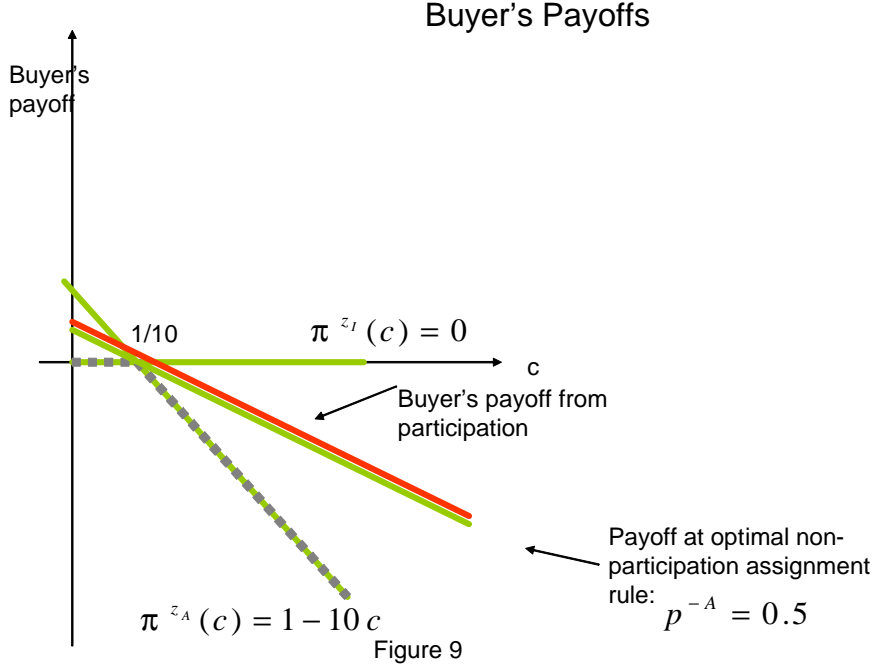 Buyer's Payoffs
Buyer's
payoff
1/10
π z_I (c) = 0
c
Buyer's payoff from
participation
Payoff at optimal non-
participation assignment
rule: p^{-A} = 0.5
π z_A (c) = 1 − 10 c
Figure 9